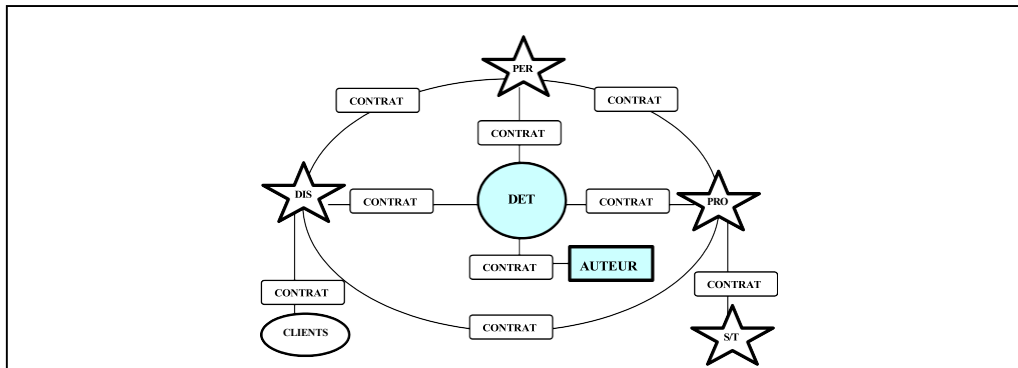 PER
CONTRAT
CONTRAT
CONTRAT
DIS
CONTRAT
DET
CONTRAT
PRO
CONTRAT
AUTEUR
CONTRAT
CONTRAT
CONTRAT
CLIENTS
S/T